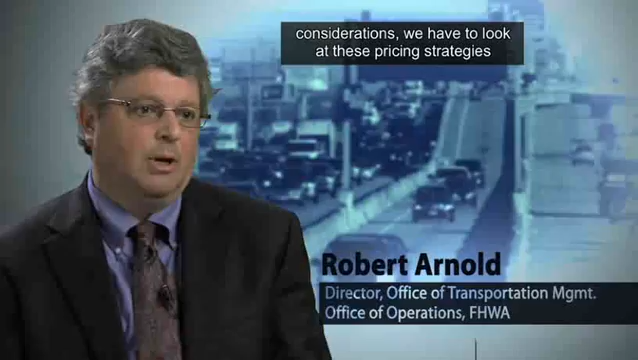 considerations, we have to look
at these pricing strategies
Robert Arnold
Director, Office of Transportation Mgmt.
Office of Operations, FHWA